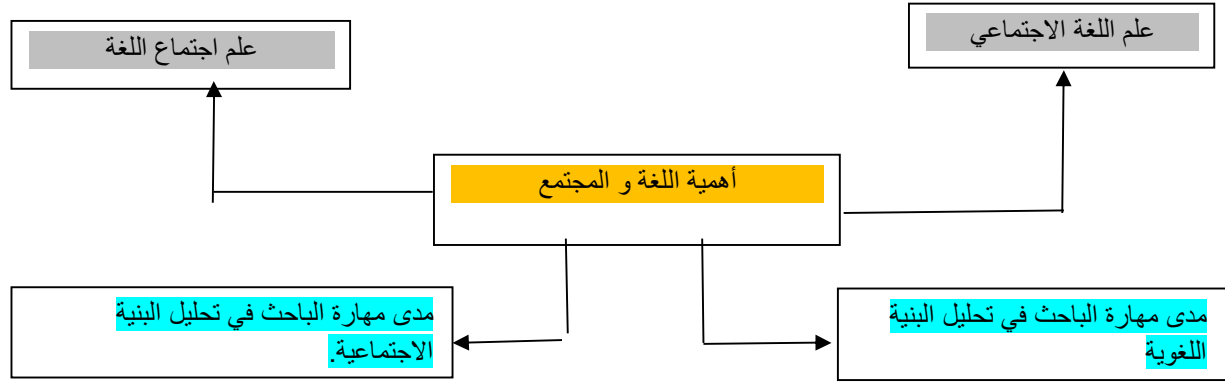 علم اللغة الاجتماعي
علم اجتماع اللغة
أهمية اللغة و المجتمع
مدى مهارة الباحث في تحليل البنية
اللغوية
مدى مهارة الباحث في تحليل البنية
الاجتماعية.